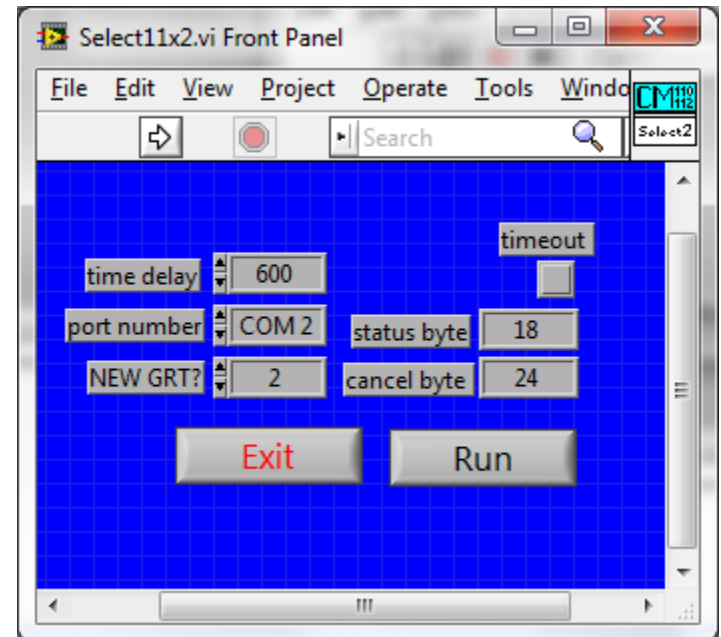 Select11x2.vi Front Panel
File Edit View Project Operate Tools Windo
CM 110 112
Search
Select2
timeout
time delay 600
port number COM 2 status byte 18
NEW GRT? 2 cancel byte 24
Exit Run